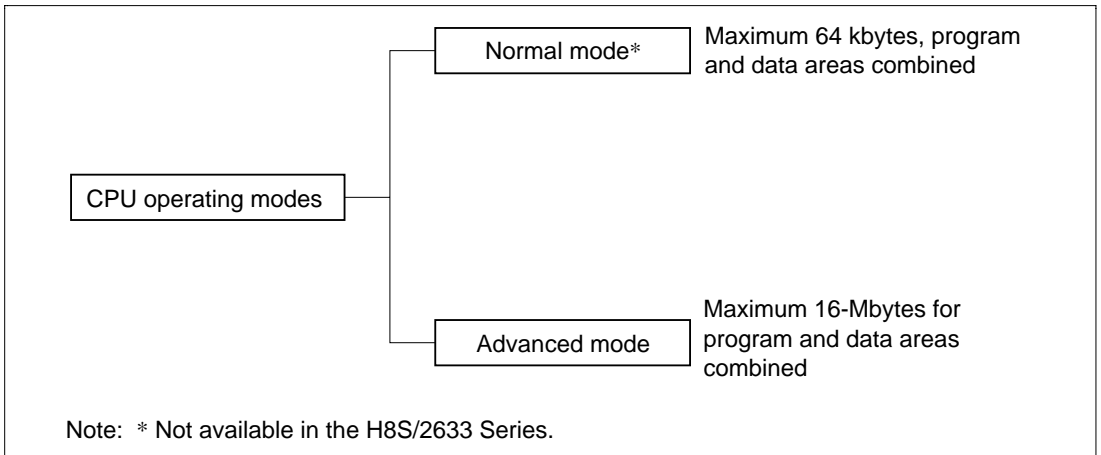 Normal mode*
Maximum 64 kbytes, program
and data areas combined
CPU operating modes
Advanced mode
Maximum 16-Mbytes for
program and data areas
combined
Note: * Not available in the H8S/2633 Series.